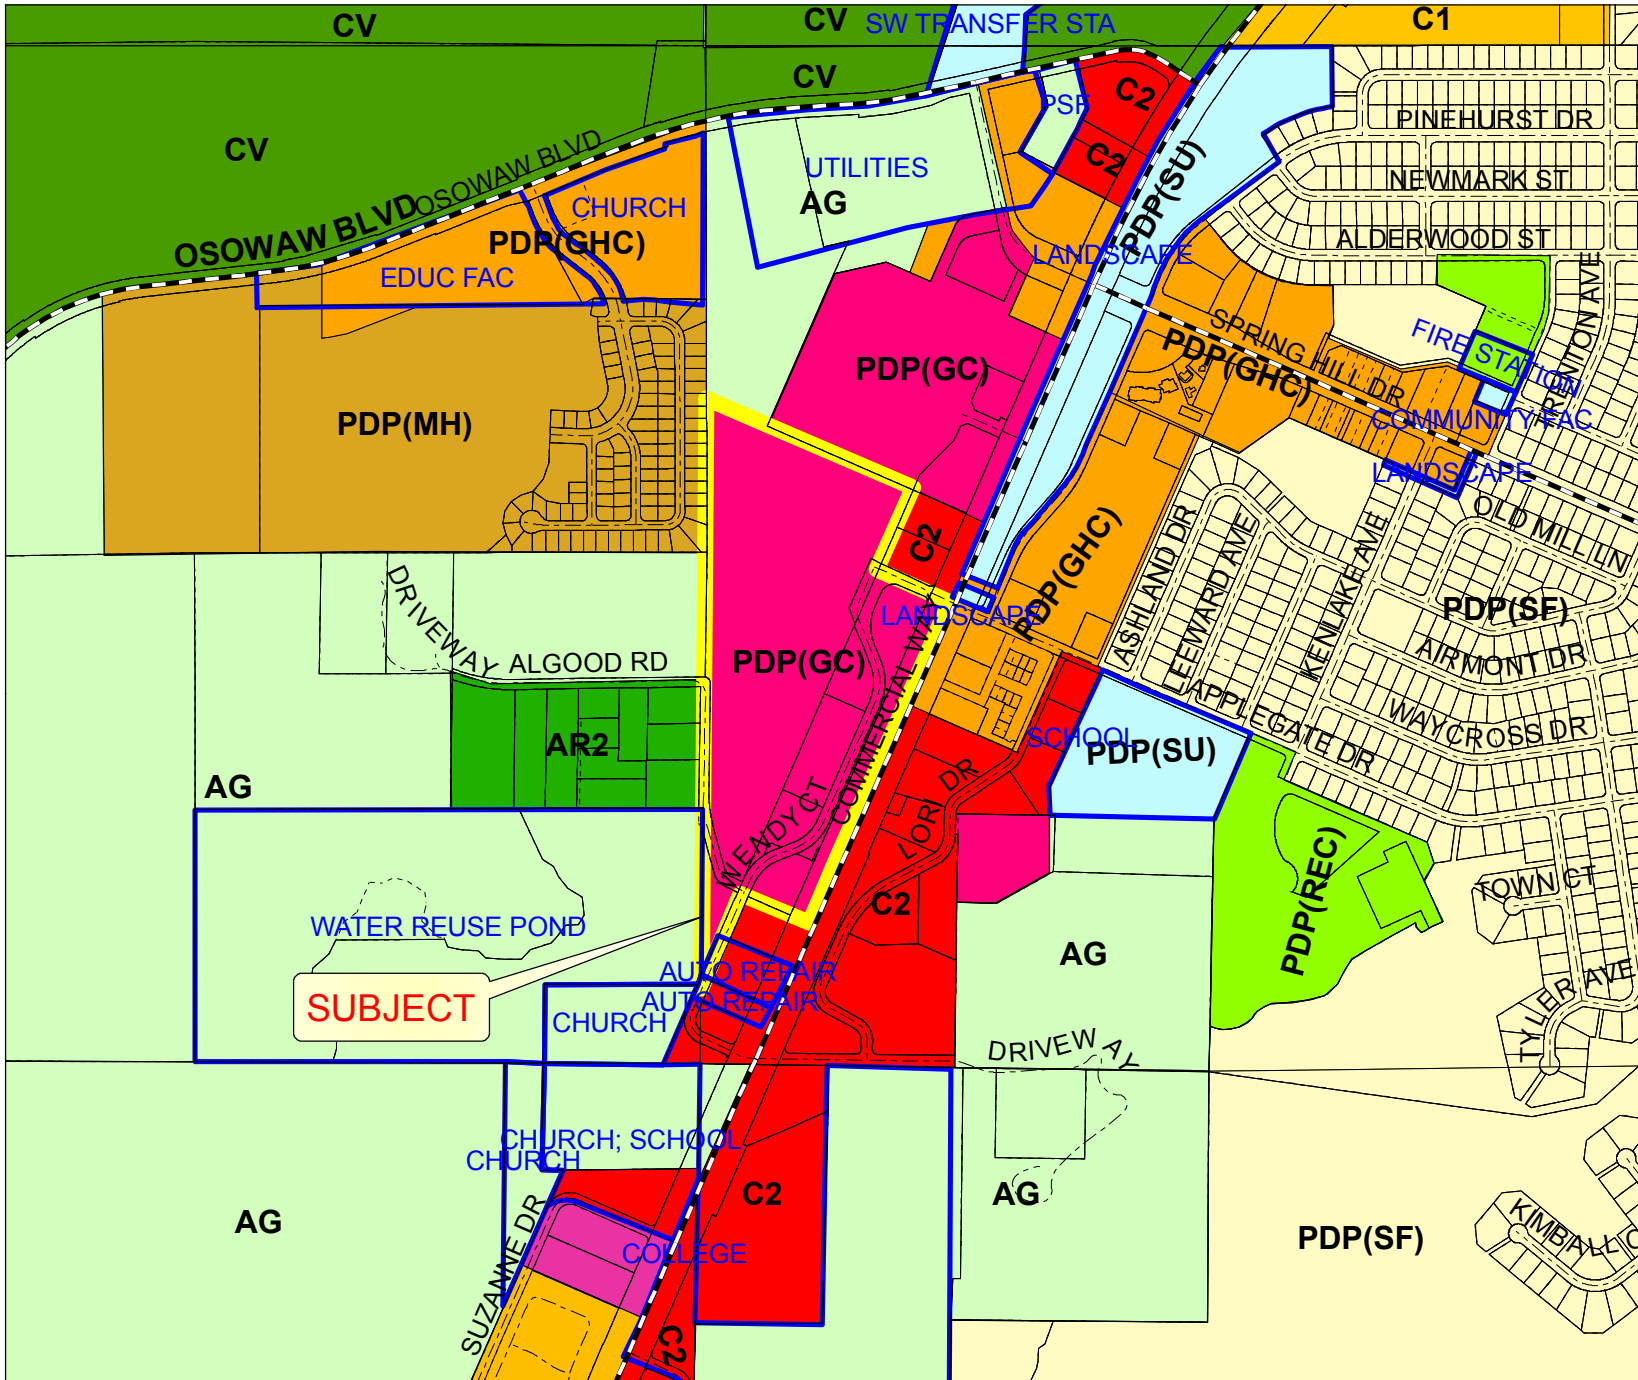 CV
CV
SW TRANSFER STA
C1
CV
PSF
C2
CV
PINEHURST DR
OSOWAW BLVD
UTILITIES
C2
PDP(SU)
NEWMARK ST
AG
CHURCH
OSOWAW BLVD
PDP(GHC)
ALDERWOOD ST
LANDSCAPE
EDUC FAC
TRENTON AVE
SPRING HILL DR
FIRE STATION
PDP(GHC)
PDP(GC)
PDP(MH)
COMMUNITY FAC
LANDSCAPE
OLD MILL LN
C2
ASHLAND DR
LEEWARD AVE
KENLAKE AVE
PDP(GHC)
DRIVEWAY
LANDSCAPE
PDP(SF)
ALGOOD RD
PDP(GC)
AIRMONT DR
COMMERCIAL WAY
APPLEGATE DR
WAYCROSS DR
AR2
SCHOOL
PDP(SU)
AG
LORI DR
WENDY CT
PDP(REC)
TOWN CT
C2
WATER REUSE POND
AG
AUTO REPAIR
AUTO REPAIR
SUBJECT
CHURCH
TYLER AVE
DRIVEWAY
CHURCH; SCHOOL
CHURCH
C2
AG
AG
PDP(SF)
KIMBALL C
COLLEGE
SUZANNE DR
C2